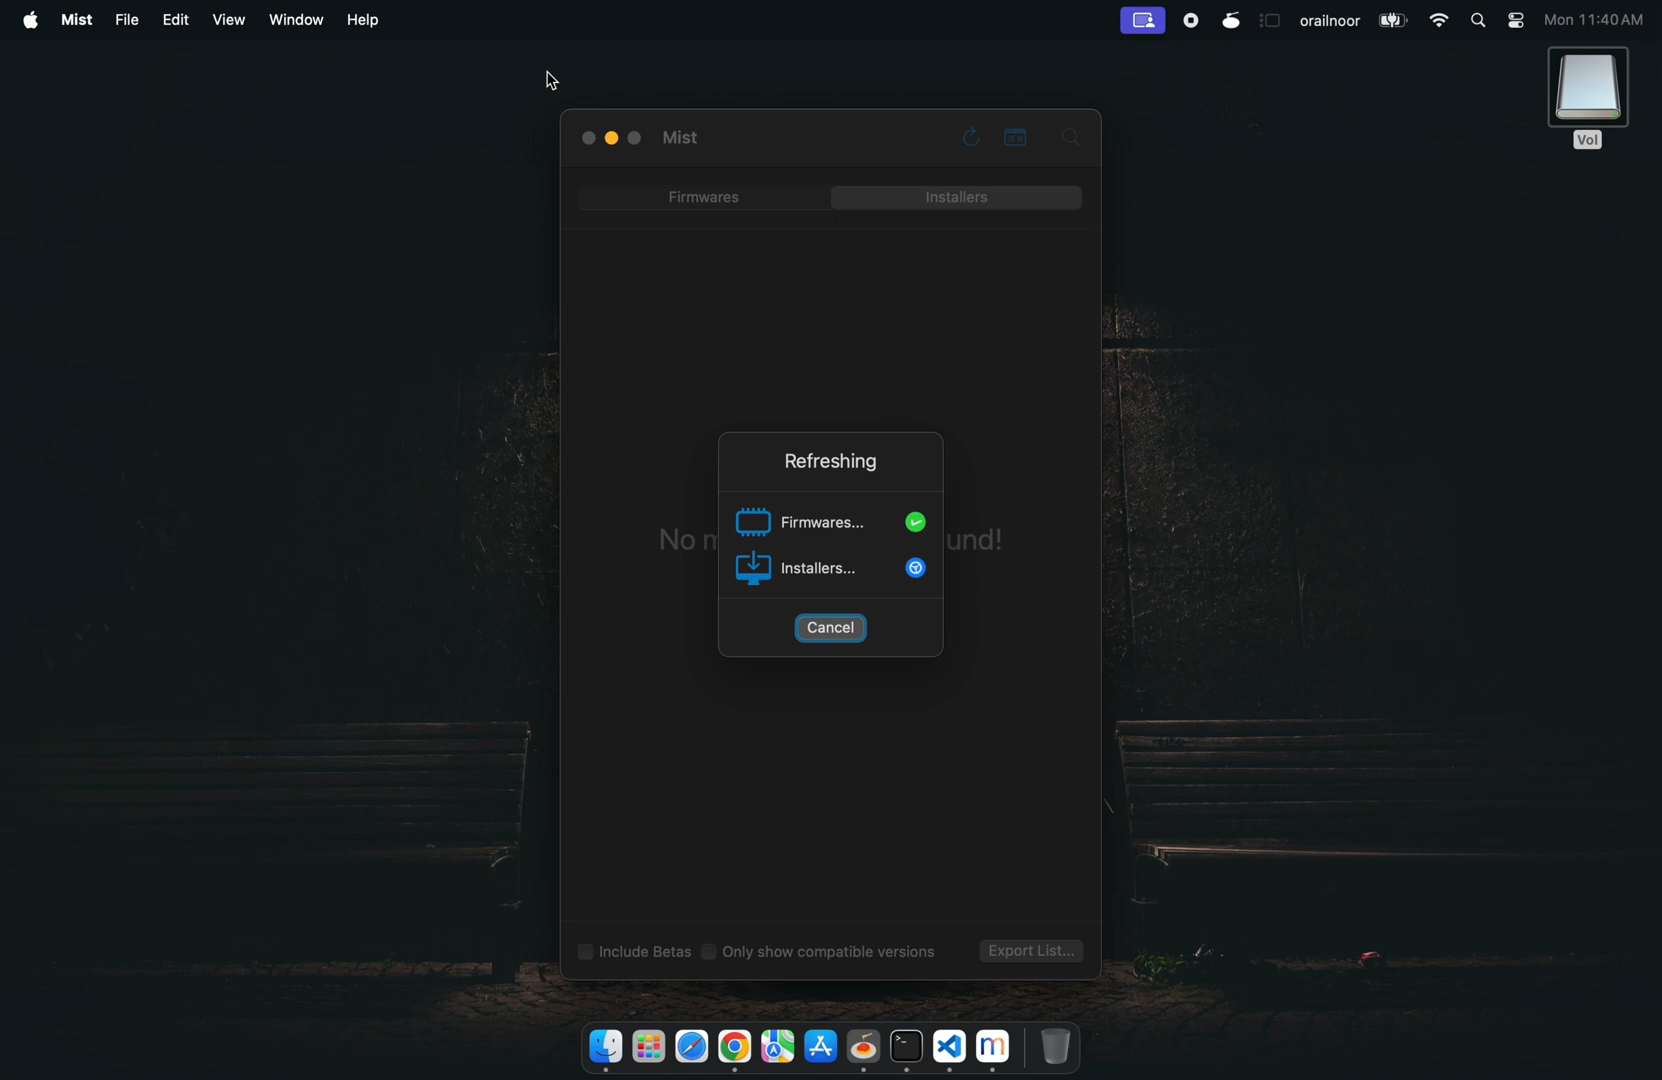 Mist File Edit View Window Help orailnoor Mon 11:40 AM
Vol
Mist
Firmwares Installers
Refreshing
Firmwares...
No m und!
Installers...
Cancel
Include Betas Only show compatible versions Export List...